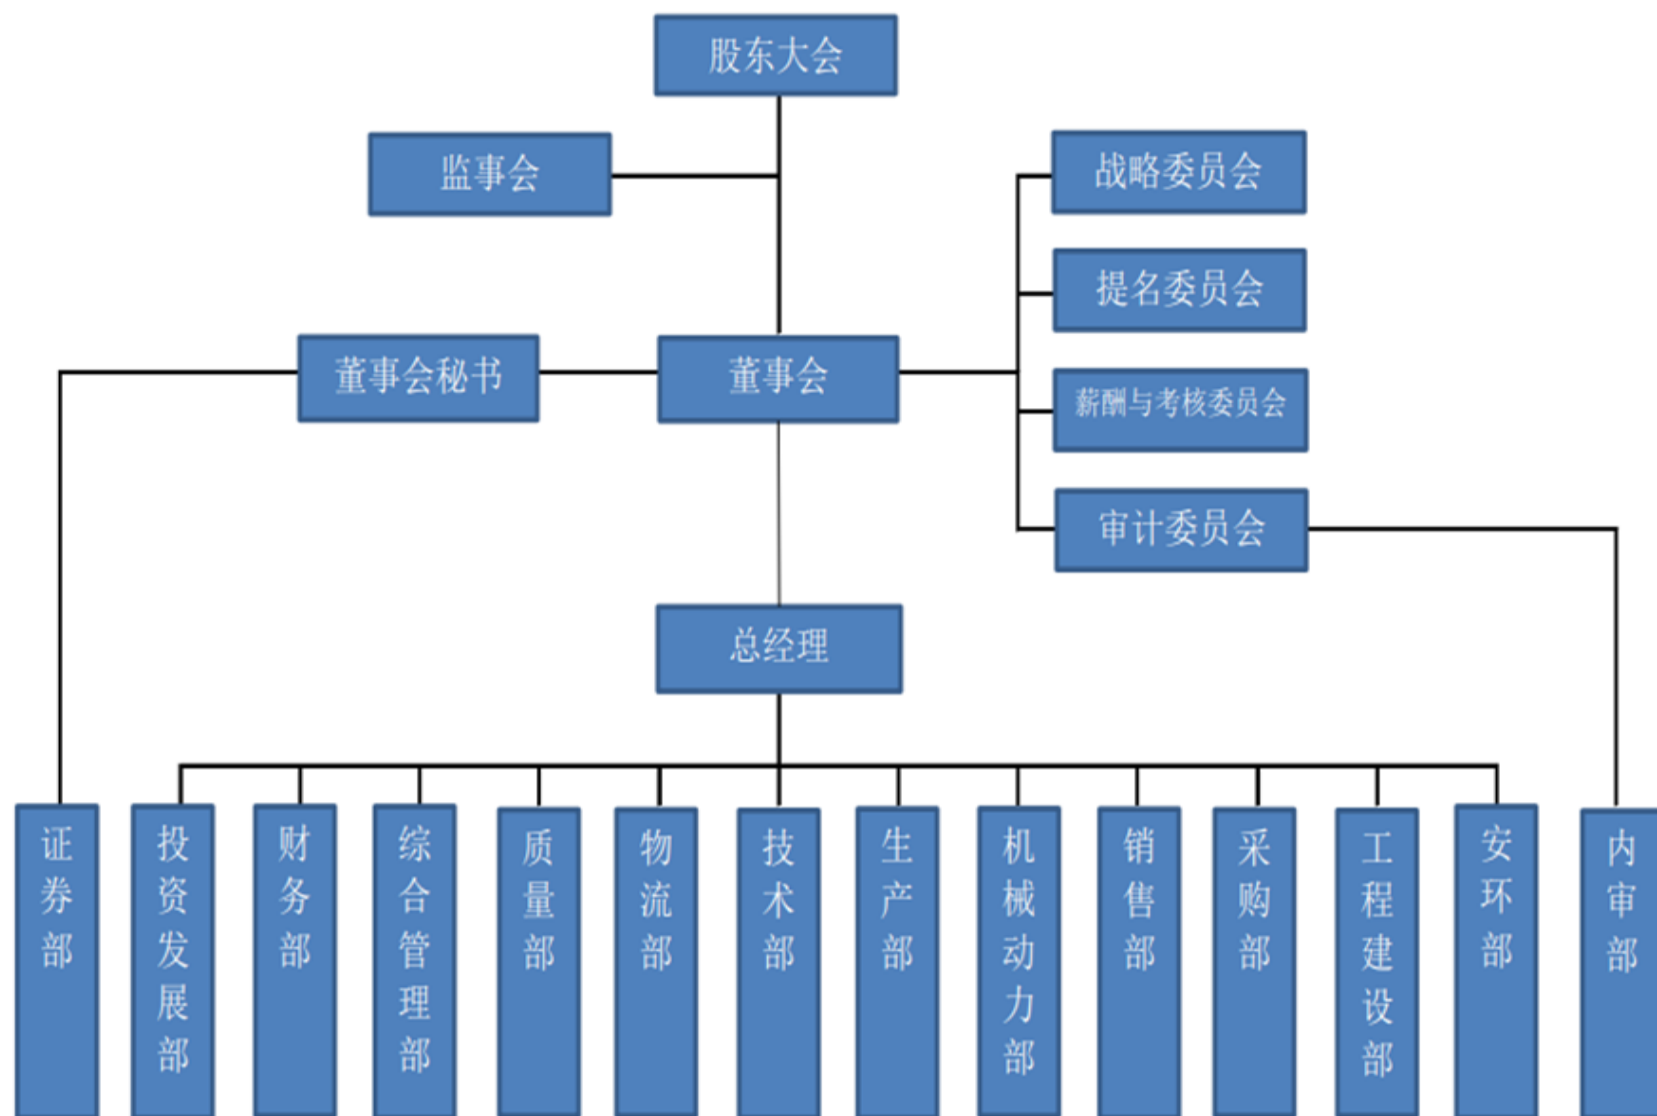 股东大会
监事会
战略委员会
提名委员会
董事会秘书
董事会
薪酬与考核委员会
审计委员会
总经理
证券部
投资发展部
财务部
综合管理部
质量部
物流部
技术部
生产部
机械动力部
销售部
采购部
工程建设部
安环部
内审部